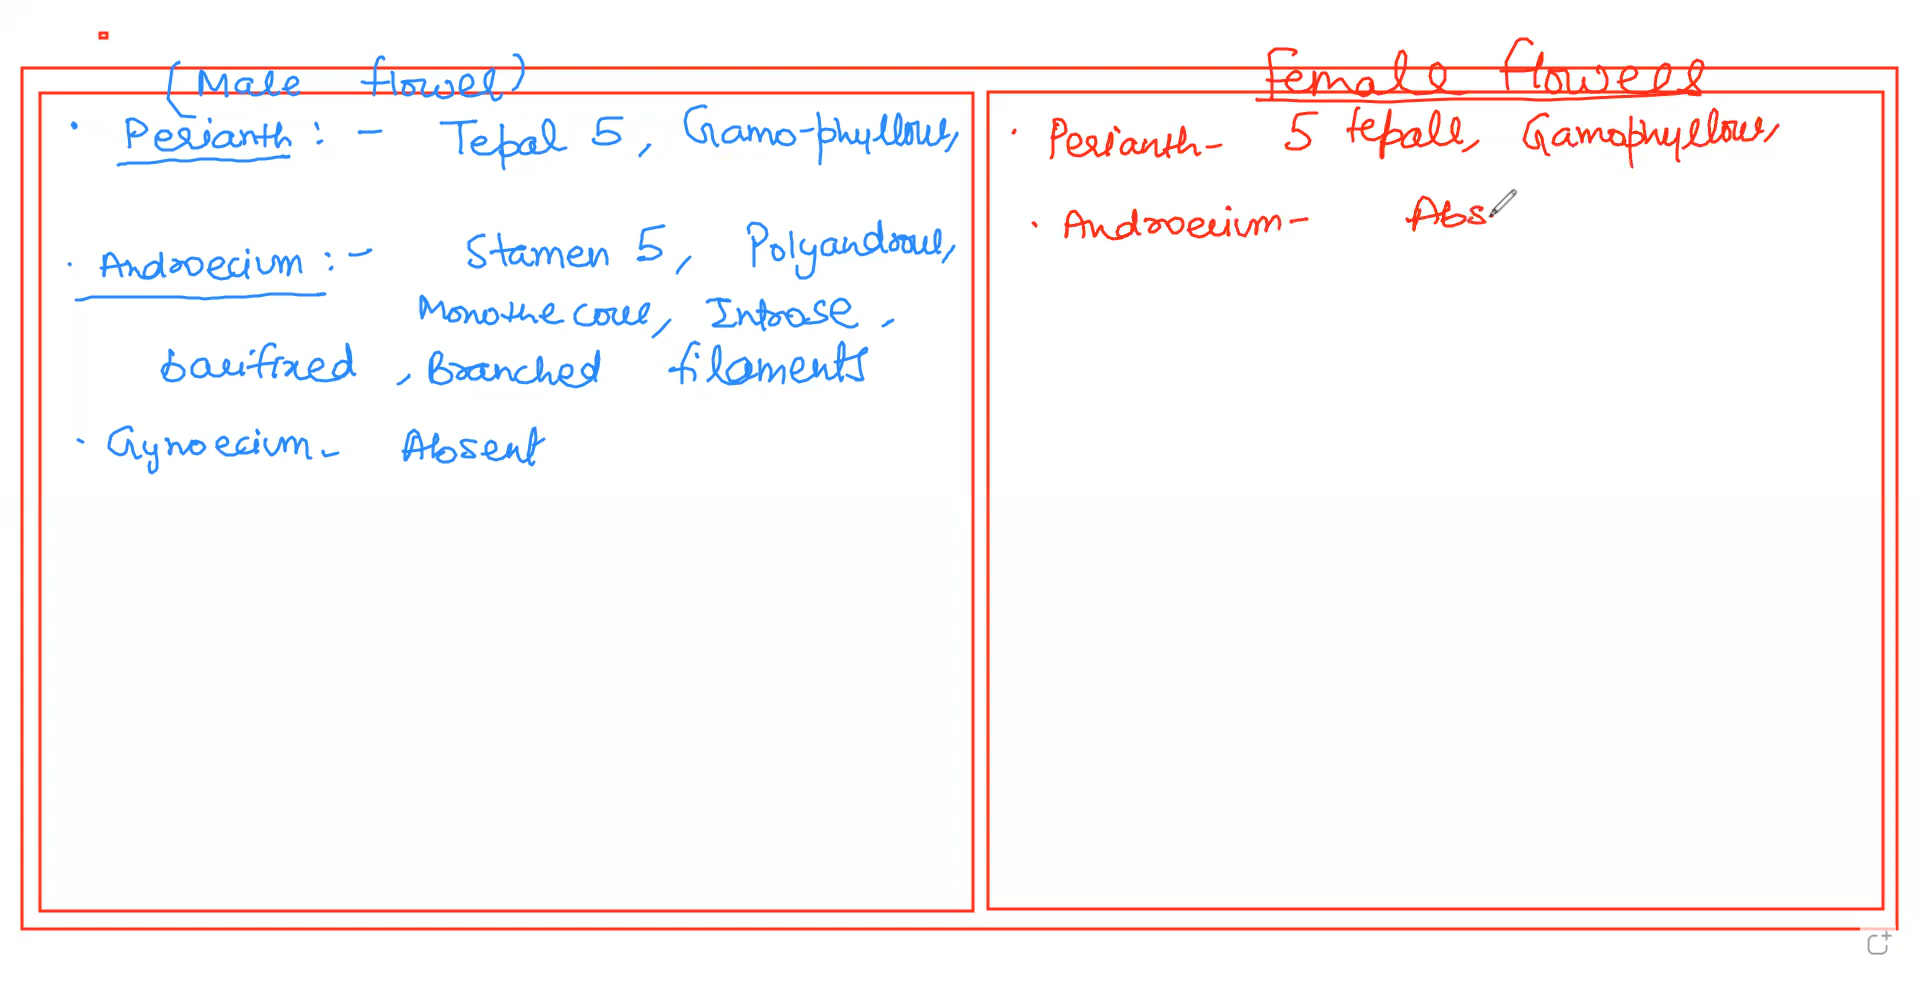 (Male flower)
• Perianth :- Tepal 5, Gamo-phyllous,
• Androecium :- Stamen 5, Polyandrous,
Monothecous, Introse,
basifixed, Branched filaments
• Gynoecium - Absent
Female flowers
• Perianth - 5 tepals, Gamophyllous,
• Androecium - Abs